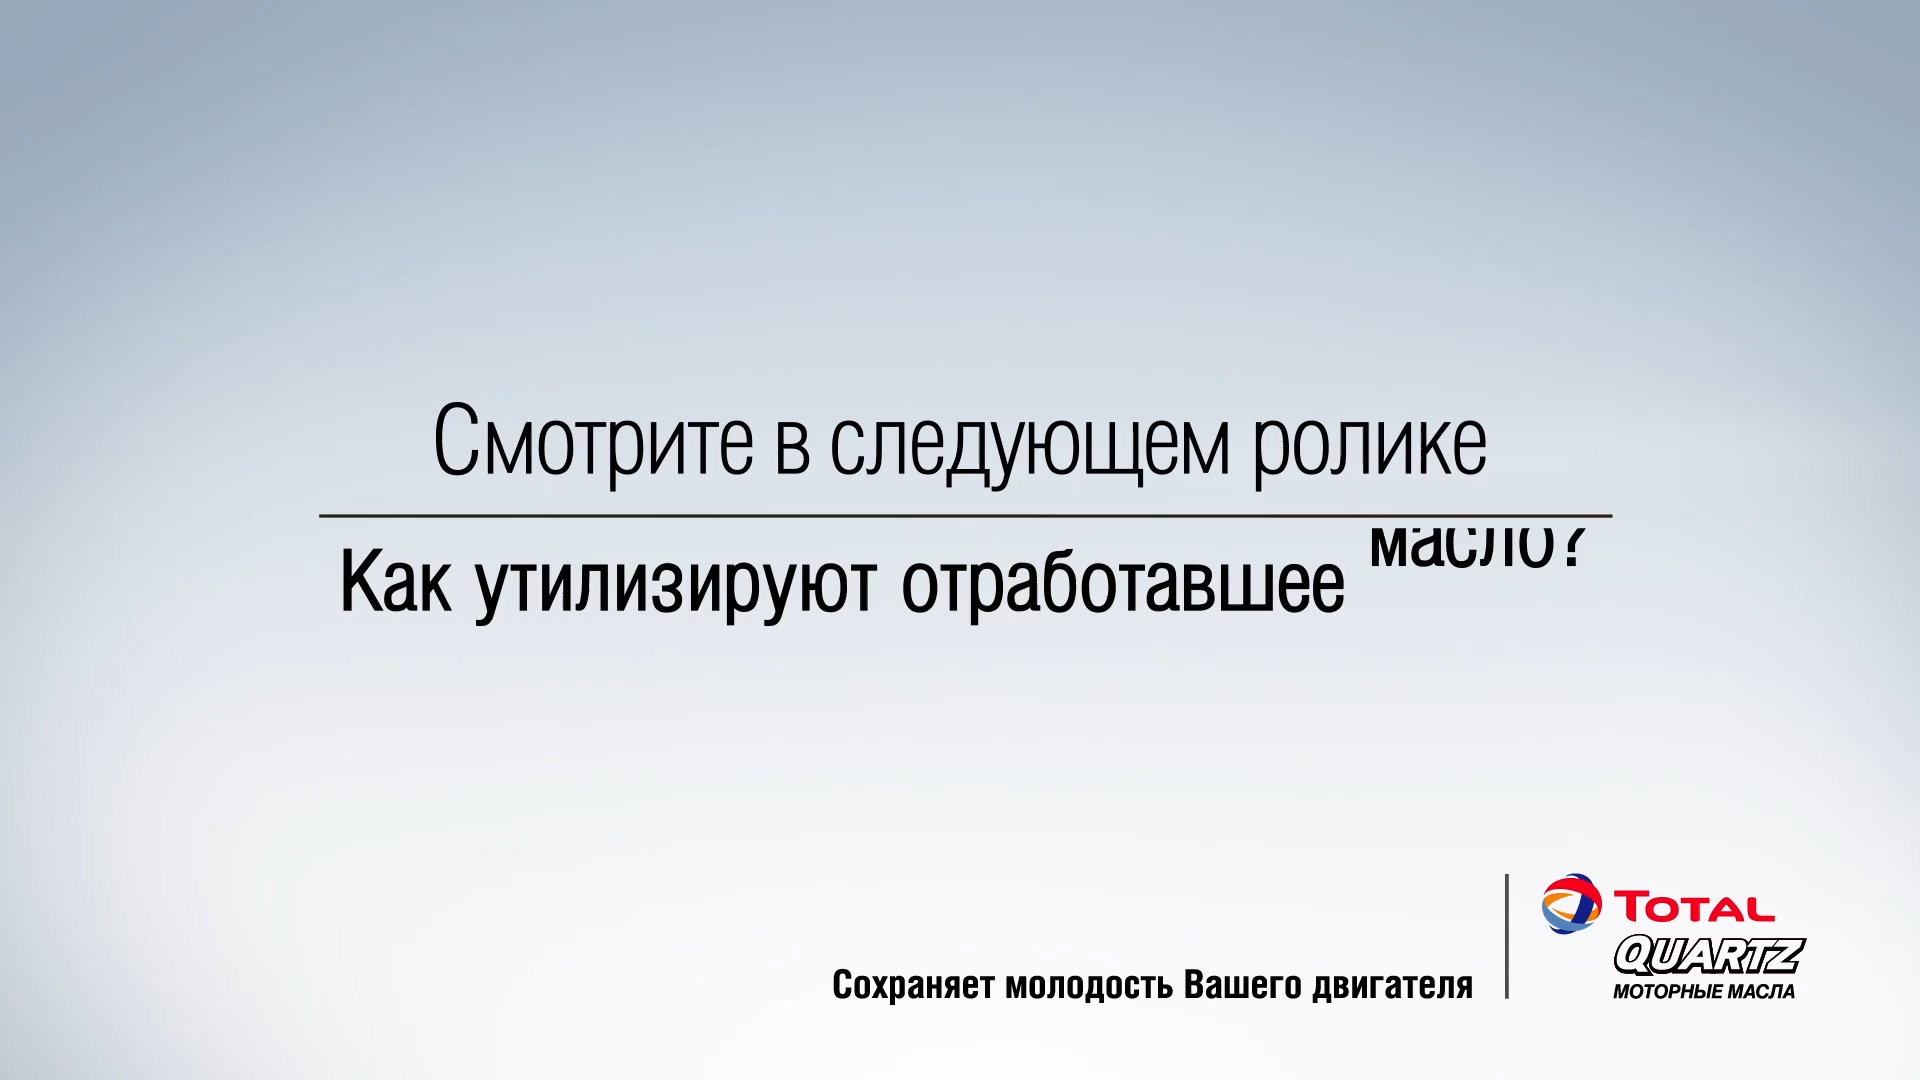 Смотрите в следующем ролике
Как утилизируют отработавшее масло?
Сохраняет молодость Вашего двигателя
TOTAL
QUARTZ
МОТОРНЫЕ МАСЛА